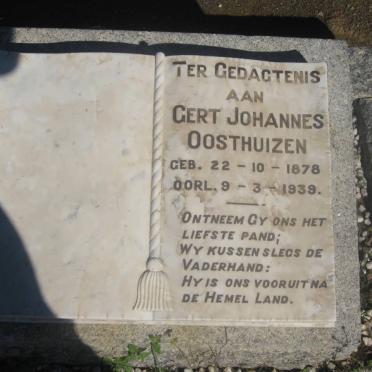 TER GEDAGTENIS
AAN
GERT JOHANNES
OOSTHUIZEN
GEB. 22-10-1878
OORL. 9-3-1939.
ONTNEEM GY ONS HET
LIEFSTE PAND;
WY KUSSEN SLEGS DE
VADERHAND:
HY IS ONS VOORUIT NA
DE HEMEL LAND.